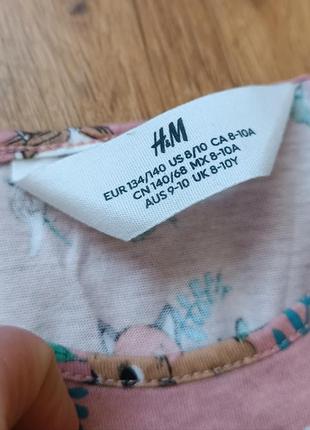 H&M
EUR 134/140 US 8/10 CA 8-10A
CN 140/68 MX 8-10A
AUS 9-10 UK 8-10Y